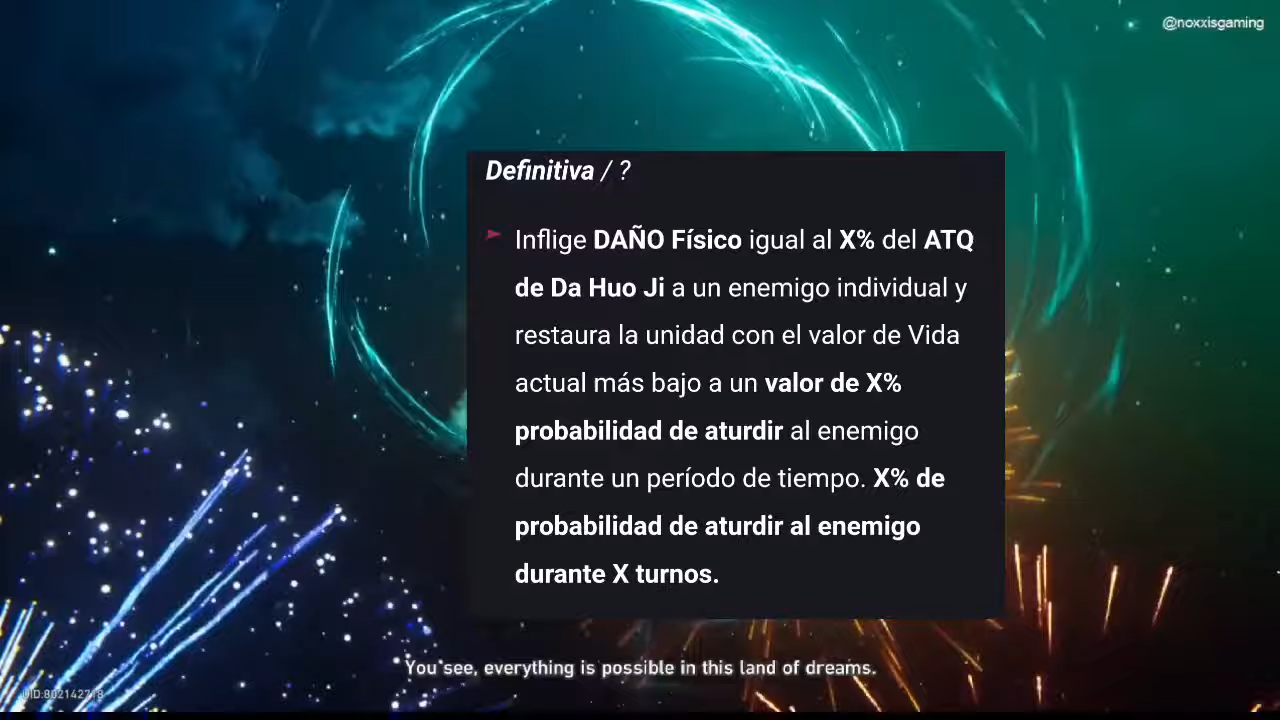 @noxxisgaming
Definitiva / ?
Inflige DAÑO Físico igual al X% del ATQ
de Da Huo Ji a un enemigo individual y
restaura la unidad con el valor de Vida
actual más bajo a un valor de X%
probabilidad de aturdir al enemigo
durante un período de tiempo. X% de
probabilidad de aturdir al enemigo
durante X turnos.
You see, everything is possible in this land of dreams.
UID:802142718